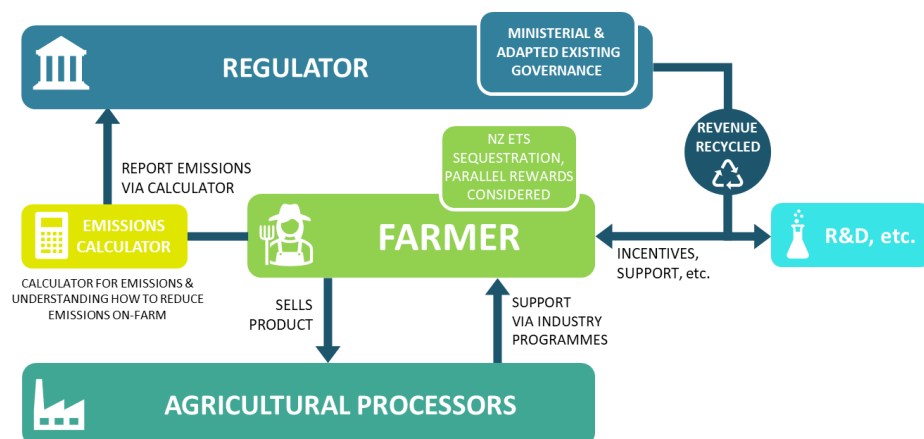 MINISTERIAL &
ADAPTED EXISTING
GOVERNANCE
REGULATOR
REVENUE
RECYCLED
NZ ETS
SEQUESTRATION,
PARALLEL REWARDS
CONSIDERED
REPORT EMISSIONS
VIA CALCULATOR
EMISSIONS
CALCULATOR
FARMER
R&D, etc.
INCENTIVES,
SUPPORT, etc.
CALCULATOR FOR EMISSIONS &
UNDERSTANDING HOW TO REDUCE
EMISSIONS ON-FARM
SELLS
PRODUCT
SUPPORT
VIA INDUSTRY
PROGRAMMES
AGRICULTURAL PROCESSORS